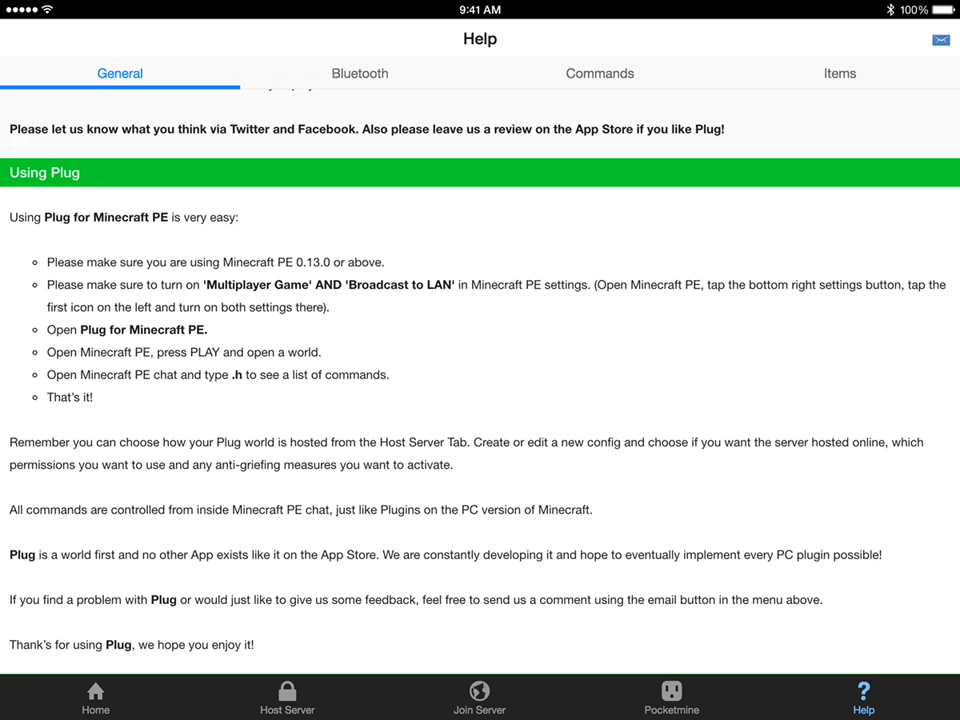 9:41 AM
100%
Help
General
Bluetooth
Commands
Items
Please let us know what you think via Twitter and Facebook. Also please leave us a review on the App Store if you like Plug!
Using Plug
Using Plug for Minecraft PE is very easy:
Please make sure you are using Minecraft PE 0.13.0 or above.
Please make sure to turn on 'Multiplayer Game' AND 'Broadcast to LAN' in Minecraft PE settings. (Open Minecraft PE, tap the bottom right settings button, tap the
first icon on the left and turn on both settings there).
Open Plug for Minecraft PE.
Open Minecraft PE, press PLAY and open a world.
Open Minecraft PE chat and type .h to see a list of commands.
That's it!
Remember you can choose how your Plug world is hosted from the Host Server Tab. Create or edit a new config and choose if you want the server hosted online, which
permissions you want to use and any anti-griefing measures you want to activate.
All commands are controlled from inside Minecraft PE chat, just like Plugins on the PC version of Minecraft.
Plug is a world first and no other App exists like it on the App Store. We are constantly developing it and hope to eventually implement every PC plugin possible!
If you find a problem with Plug or would just like to give us some feedback, feel free to send us a comment using the email button in the menu above.
Thank's for using Plug, we hope you enjoy it!
Home
Host Server
Join Server
Pocketmine
Help